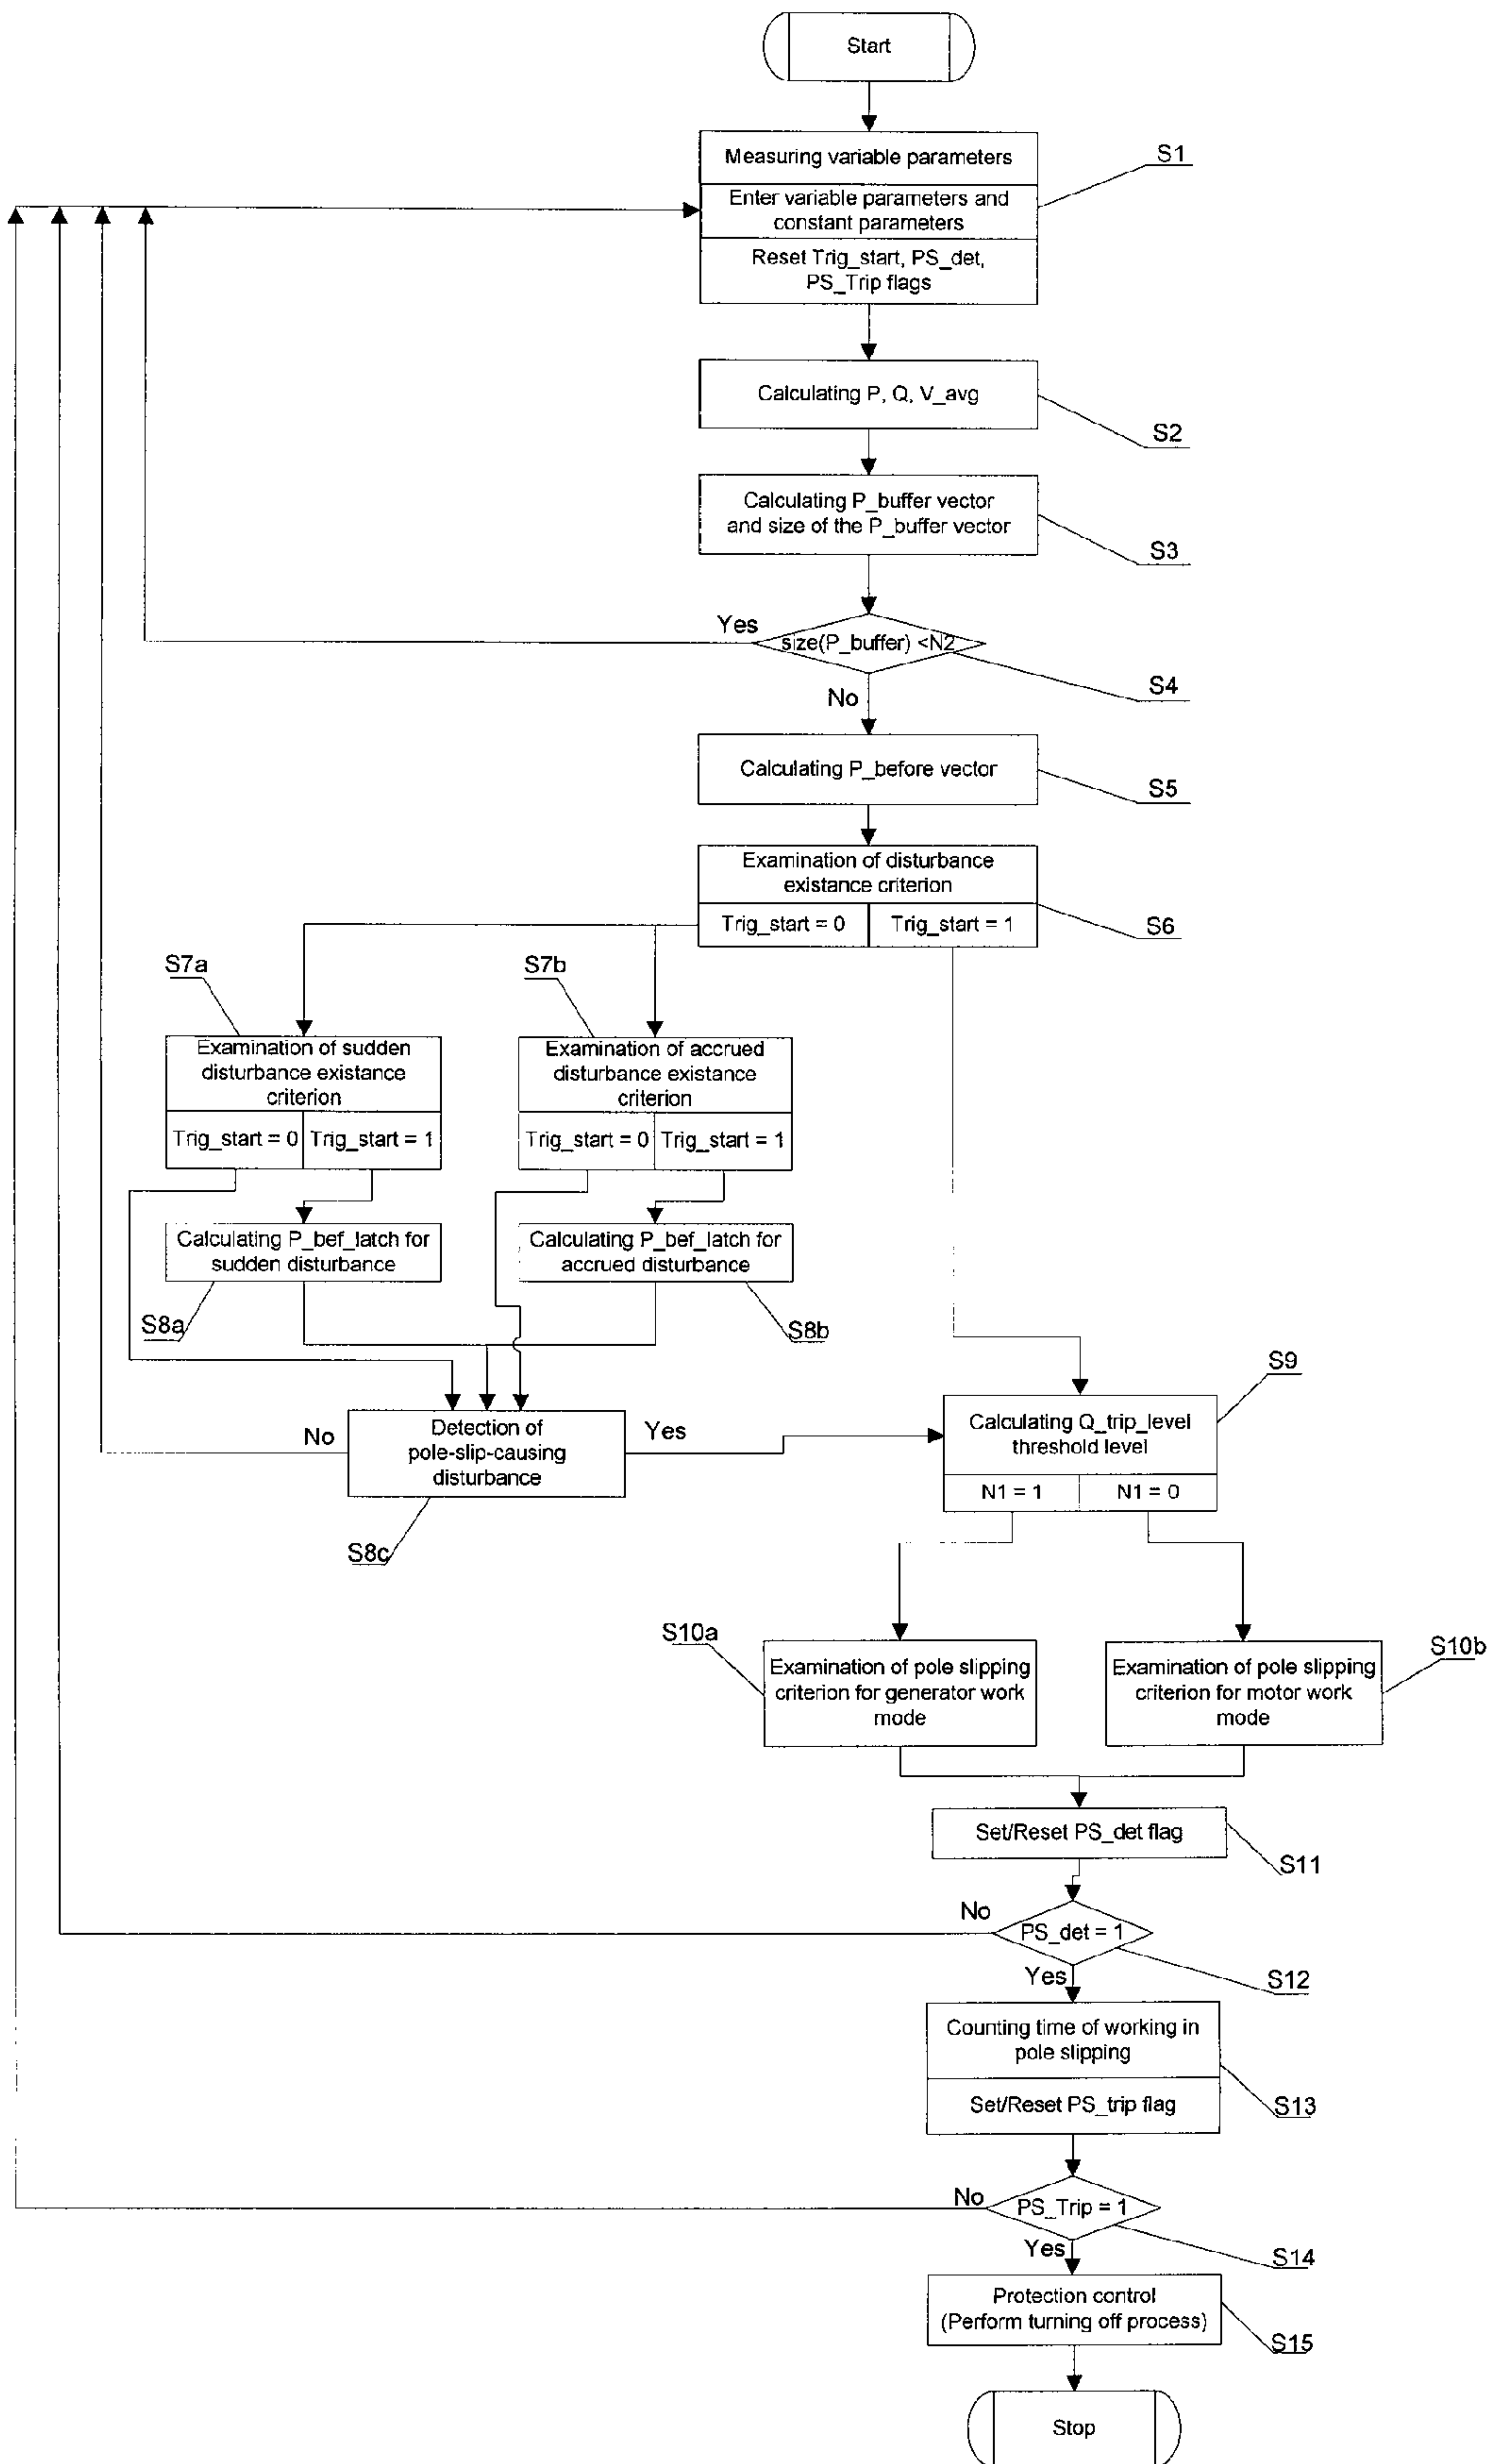 Start
Measuring variable parameters
S1
Enter variable parameters and
constant parameters
Reset Trig_start, PS_det,
PS_Trip flags
Calculating P, Q, V_avg
S2
Calculating P_buffer vector
and size of the P_buffer vector
S3
Yes
size(P_buffer) <N2
S4
No
Calculating P_before vector
S5
Examination of disturbance
existance criterion
Trig_start = 0
Trig_start = 1
S6
S7a
S7b
Examination of sudden
disturbance existance
criterion
Trig_start = 0
Trig_start = 1
Examination of accrued
disturbance existance
criterion
Trig_start = 0
Trig_start = 1
Calculating P_bef_latch for
sudden disturbance
Calculating P_bef_latch for
accrued disturbance
S8a
S8b
S9
No
Detection of
pole-slip-causing
disturbance
Yes
S8c
Calculating Q_trip_level
threshold level
N1 = 1
N1 = 0
S10a
S10b
Examination of pole slipping
criterion for generator work
mode
Examination of pole slipping
criterion for motor work
mode
Set/Reset PS_det flag
S11
No
PS_det = 1
S12
Yes
Counting time of working in
pole slipping
Set/Reset PS_trip flag
S13
No
PS_Trip = 1
S14
Yes
Protection control
(Perform turning off process)
S15
Stop